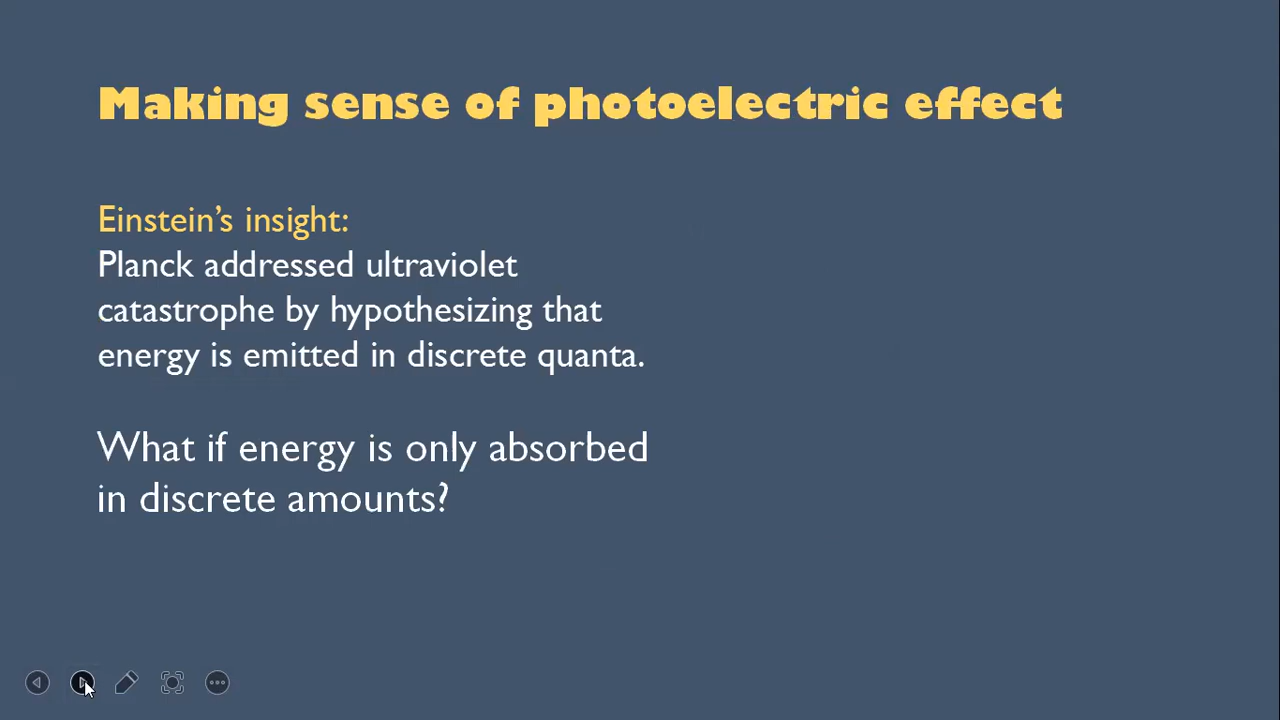 Making sense of photoelectric effect
Einstein’s insight:
Planck addressed ultraviolet
catastrophe by hypothesizing that
energy is emitted in discrete quanta.
What if energy is only absorbed
in discrete amounts?